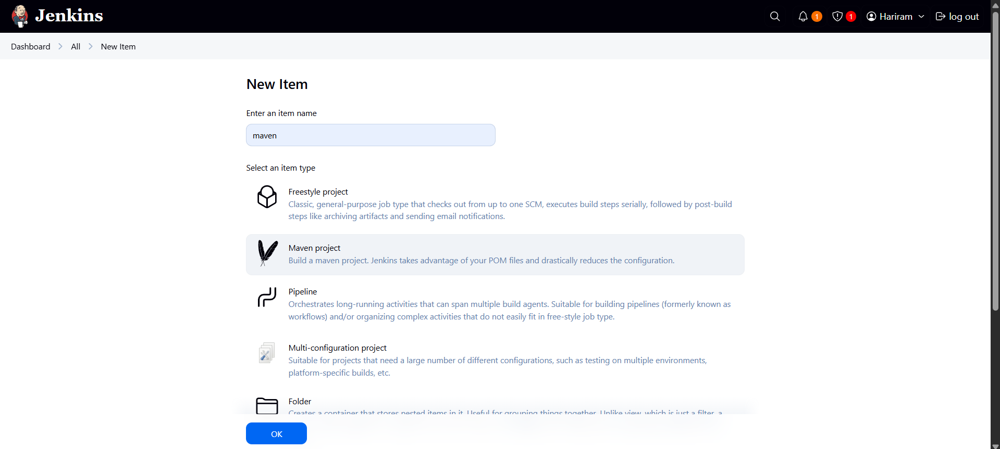 Jenkins
1
1
Hariram
log out
Dashboard
All
New Item
New Item
Enter an item name
maven
Select an item type
Freestyle project
Classic, general-purpose job type that checks out from up to one SCM, executes build steps serially, followed by post-build
steps like archiving artifacts and sending email notifications.
Maven project
Build a maven project. Jenkins takes advantage of your POM files and drastically reduces the configuration.
Pipeline
Orchestrates long-running activities that can span multiple build agents. Suitable for building pipelines (formerly known as
workflows) and/or organizing complex activities that do not easily fit in free-style job type.
Multi-configuration project
Suitable for projects that need a large number of different configurations, such as testing on multiple environments,
platform-specific builds, etc.
Folder
Creates a container that stores nested items in it. Useful for grouping things together. Unlike view, which is just a filter, a
OK